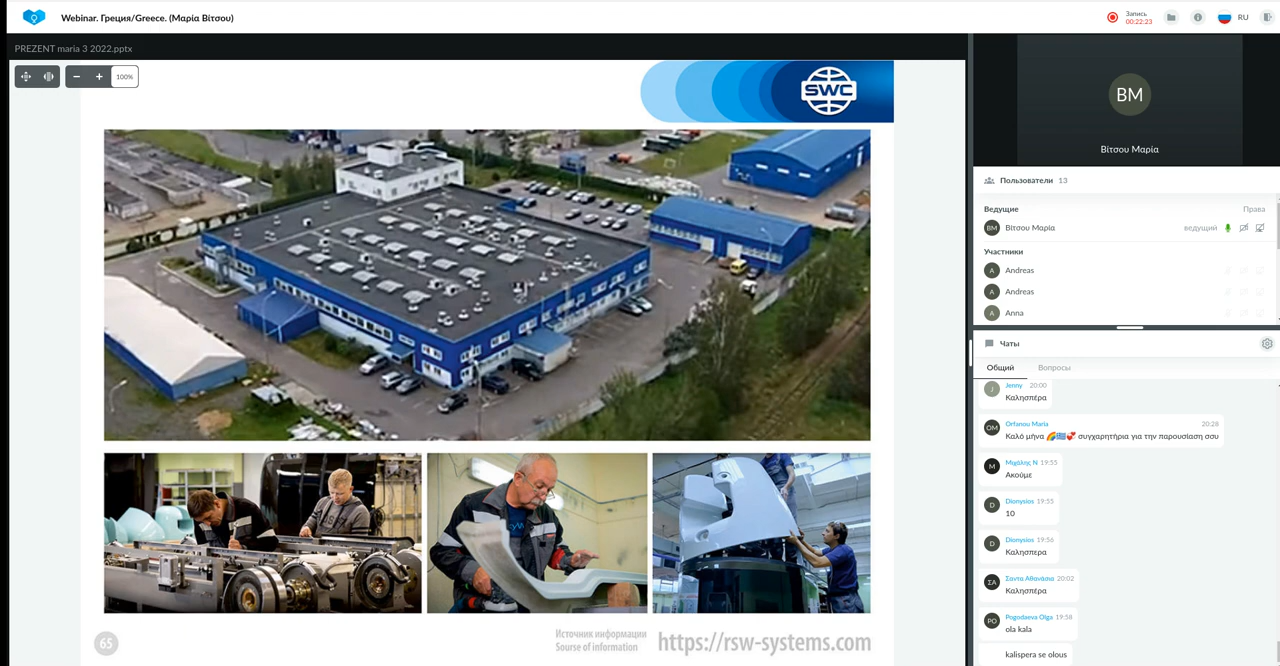 Webinar. Греция/Greece. (Μαρία Βίτσου)
Запись
00:22:23
RU
PREZENT maria 3 2022.pptx
100%
SWC
65
Источник информации
Sourse of information
https://rsw-systems.com
BM
Βίτσου Μαρία
Пользователи 13
Ведущие
Права
BM
Βίτσου Μαρία
ведущий
Участники
A
Andreas
A
Andreas
A
Anna
Чаты
Общий
Вопросы
J
Jenny 20:00
Καλησπέρα
OM
Orfanou Maria 20:28
Καλό μήνα 🌈🇬🇷💞 συγχαρητήρια για την παρουσίαση σου
M
Μιχάλης Ν 19:55
Ακούμε
D
Dionysios 19:55
10
D
Dionysios 19:56
Καλησπερα
ΣΑ
Σαντα Αθανάσια 20:02
Καλησπέρα
PO
Pogodaeva Olga 19:58
ola kala
kalispera se olous